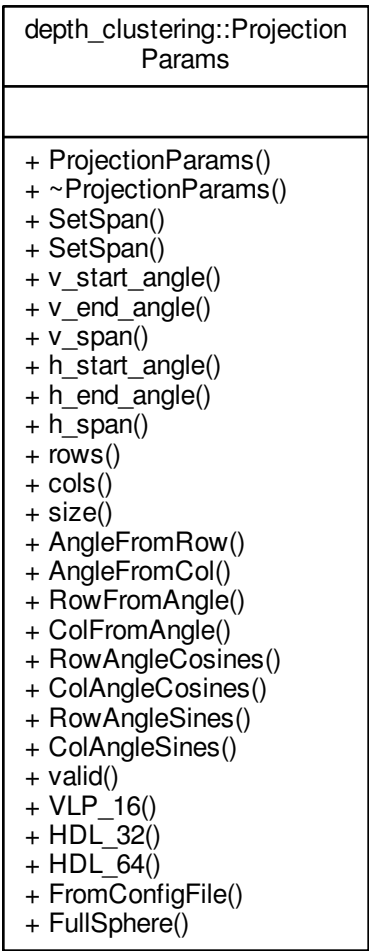 depth_clustering::Projection
Params
+ ProjectionParams()
+ ~ProjectionParams()
+ SetSpan()
+ SetSpan()
+ v_start_angle()
+ v_end_angle()
+ v_span()
+ h_start_angle()
+ h_end_angle()
+ h_span()
+ rows()
+ cols()
+ size()
+ AngleFromRow()
+ AngleFromCol()
+ RowFromAngle()
+ ColFromAngle()
+ RowAngleCosines()
+ ColAngleCosines()
+ RowAngleSines()
+ ColAngleSines()
+ valid()
+ VLP_16()
+ HDL_32()
+ HDL_64()
+ FromConfigFile()
+ FullSphere()